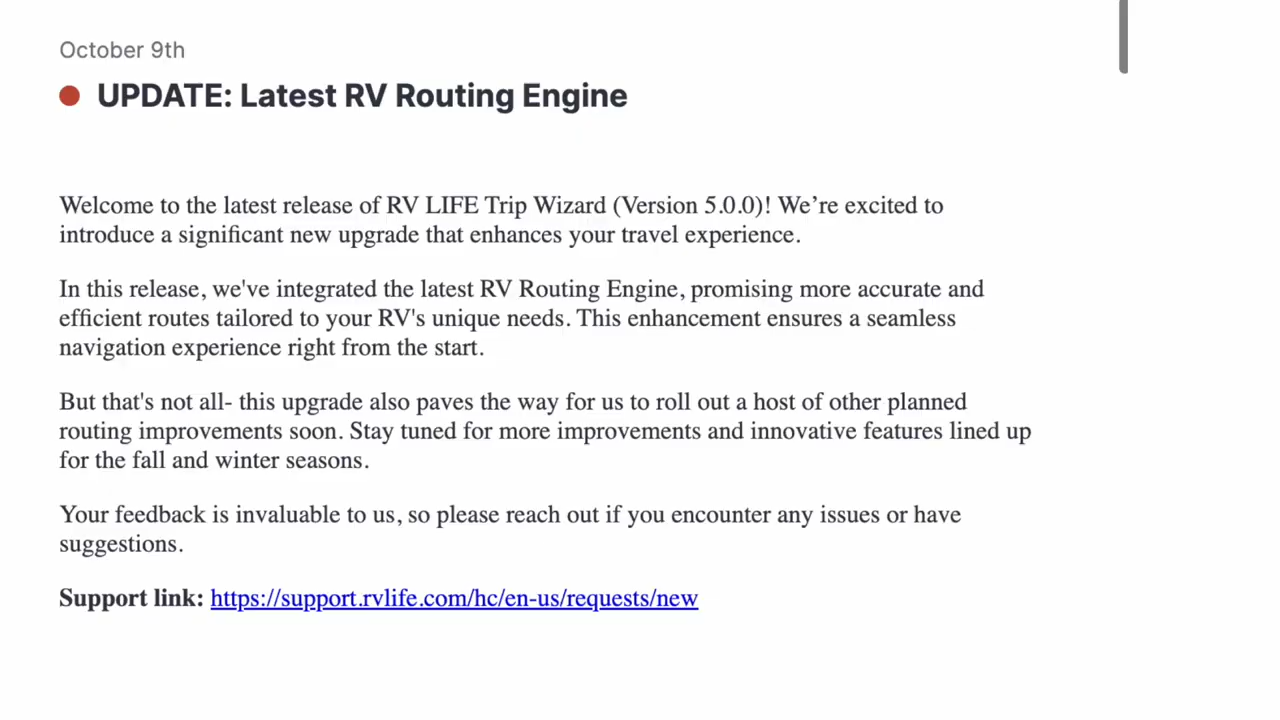 October 9th
UPDATE: Latest RV Routing Engine
Welcome to the latest release of RV LIFE Trip Wizard (Version 5.0.0)! We’re excited to
introduce a significant new upgrade that enhances your travel experience.
In this release, we've integrated the latest RV Routing Engine, promising more accurate and
efficient routes tailored to your RV's unique needs. This enhancement ensures a seamless
navigation experience right from the start.
But that's not all- this upgrade also paves the way for us to roll out a host of other planned
routing improvements soon. Stay tuned for more improvements and innovative features lined up
for the fall and winter seasons.
Your feedback is invaluable to us, so please reach out if you encounter any issues or have
suggestions.
Support link: https://support.rvlife.com/hc/en-us/requests/new